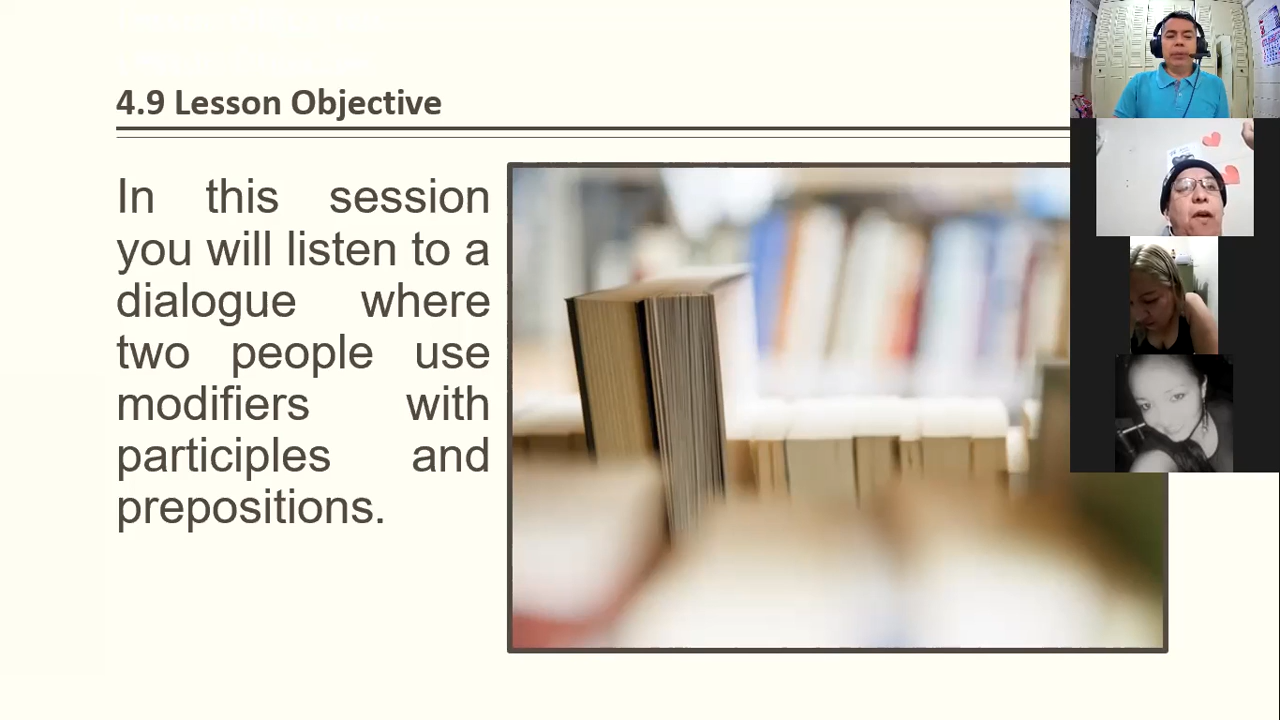 4.9 Lesson Objective
In this session
you will listen to a
dialogue where
two people use
modifiers with
participles and
prepositions.